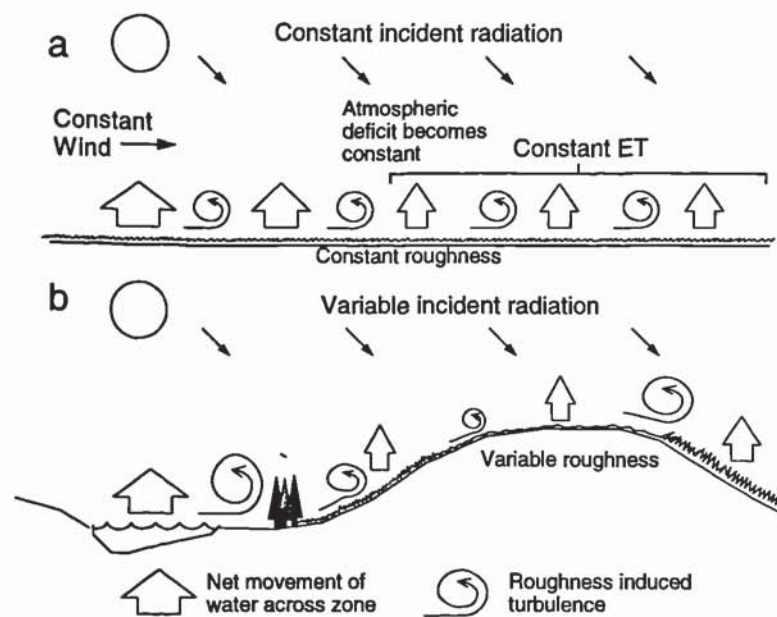 a
Constant incident radiation
Atmospheric
deficit becomes
constant
Constant
Wind
Constant ET
Constant roughness
b
Variable incident radiation
Variable roughness
Net movement of
water across zone
Roughness induced
turbulence